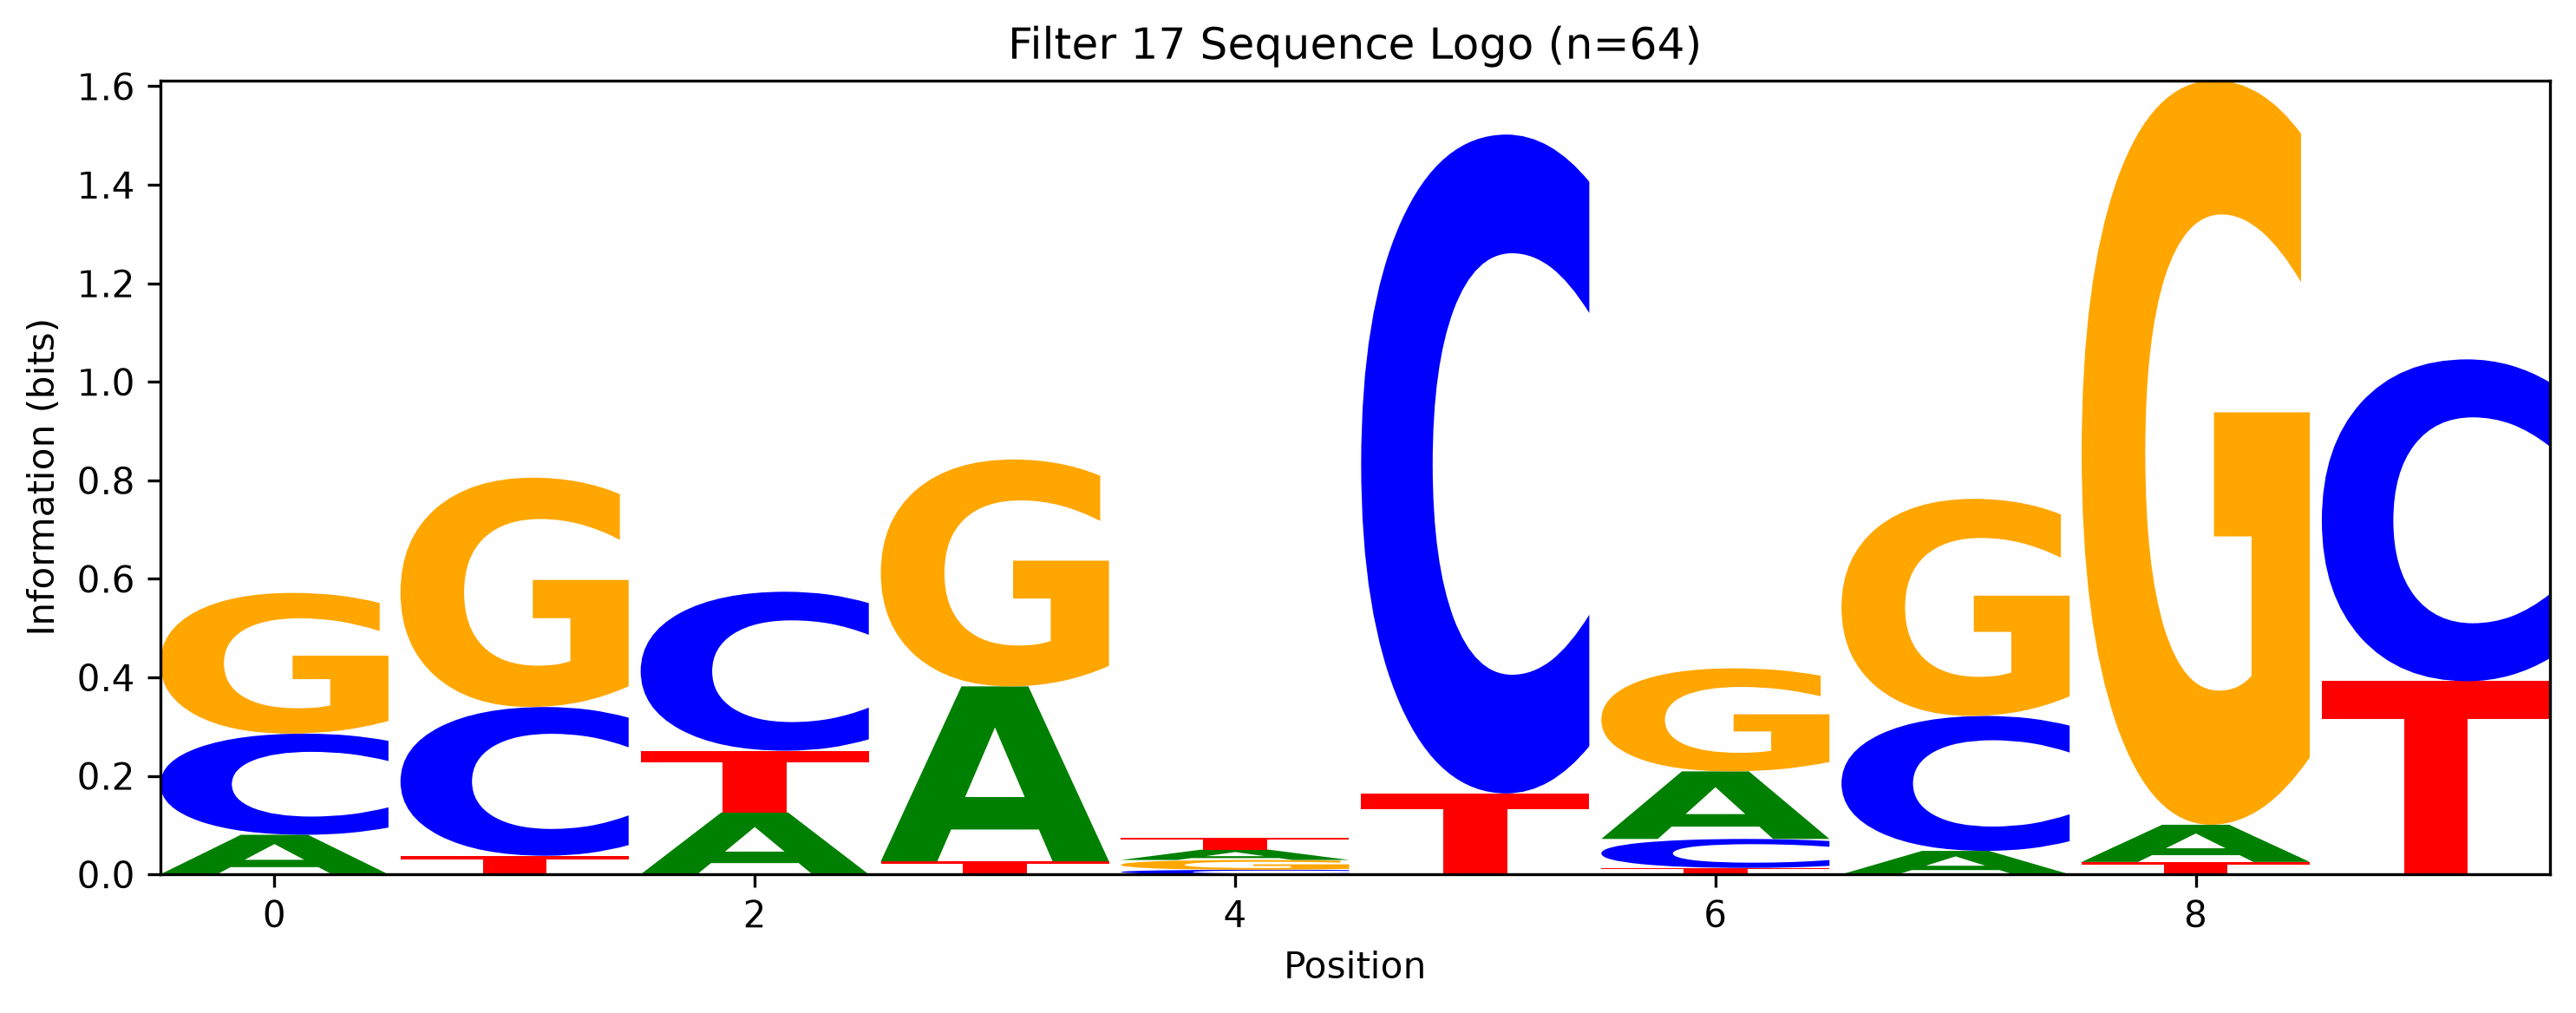 Filter 17 Sequence Logo (n=64)
Information (bits)
1.6
1.4
1.2
1.0
0.8
0.6
0.4
0.2
0.0
G G C G T C G G G C
C C T A A T A C A T
A T A T G C A T
C T
0 2 4 6 8
Position